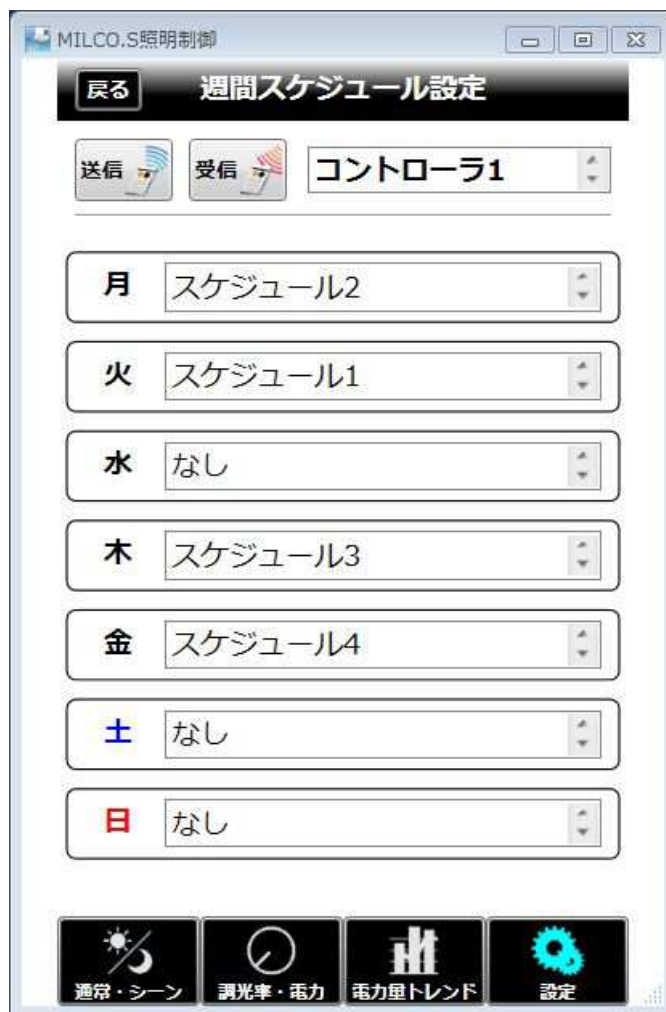 MILCO.S照明制御
戻る 週間スケジュール設定
送信 受信 コントローラ1
月 スケジュール2
火 スケジュール1
水 なし
木 スケジュール3
金 スケジュール4
土 なし
日 なし
通常・シーン 調光率・電力 電力量トレンド 設定